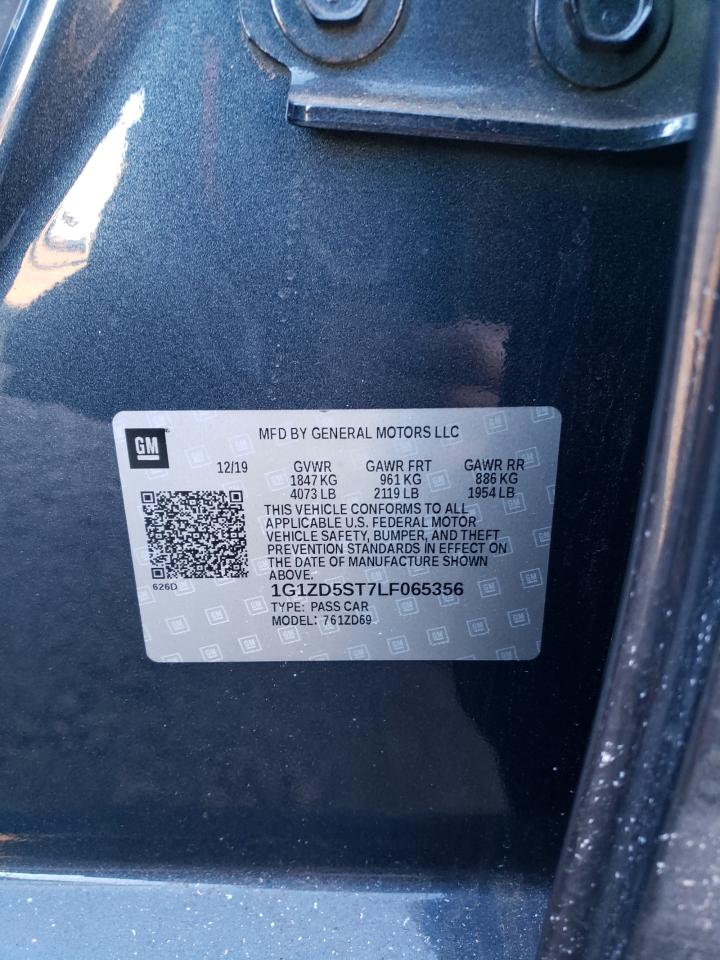 GM
MFD BY GENERAL MOTORS LLC
12/19 GVWR GAWR FRT GAWR RR
1847 KG 961 KG 886 KG
4073 LB 2119 LB 1954 LB
THIS VEHICLE CONFORMS TO ALL
APPLICABLE U.S. FEDERAL MOTOR
VEHICLE SAFETY, BUMPER, AND THEFT
PREVENTION STANDARDS IN EFFECT ON
THE DATE OF MANUFACTURE SHOWN
ABOVE.
626D
1G1ZD5ST7LF065356
TYPE: PASS CAR
MODEL: 761ZD69